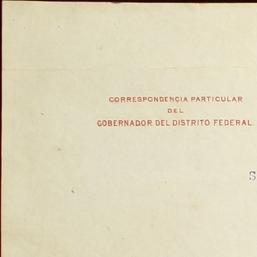 CORRESPONDENCIA PARTICULAR
DEL
GOBERNADOR DEL DISTRITO FEDERAL.
S